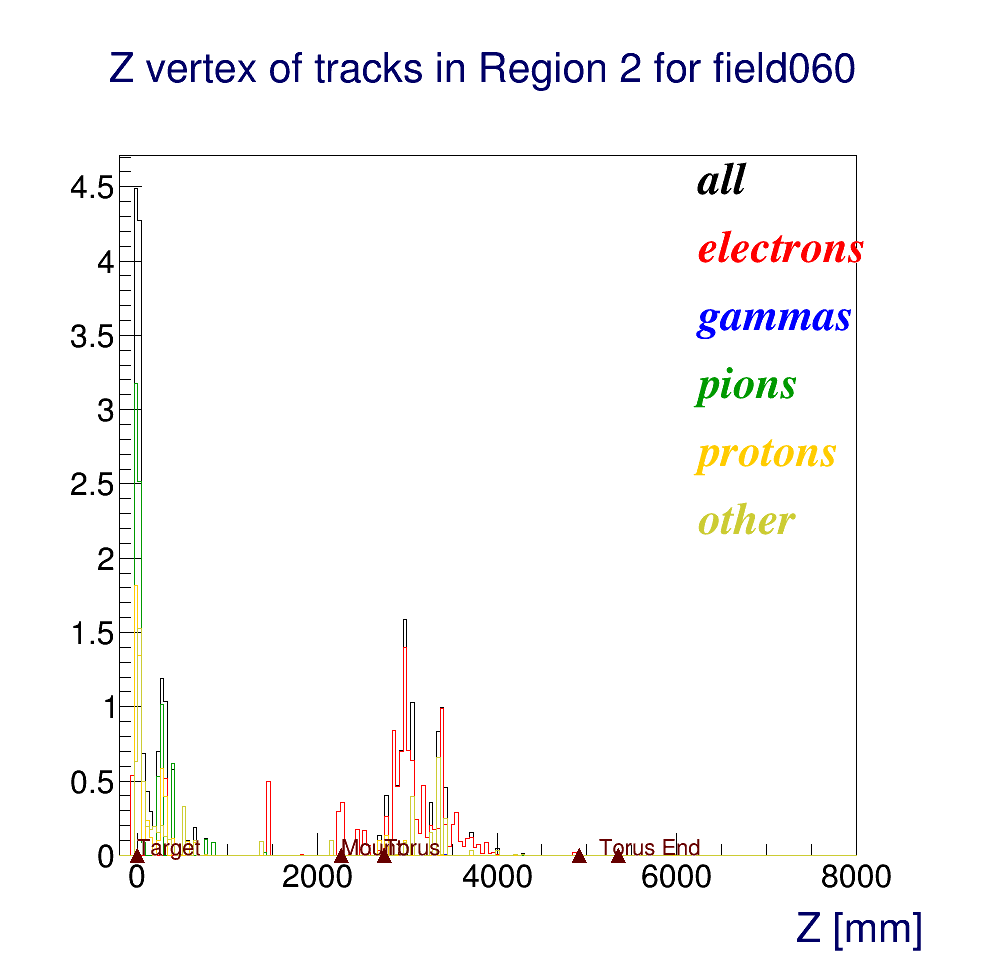 Z vertex of tracks in Region 2 for field060
all
electrons
gammas
pions
protons
other
4.5
4
3.5
3
2.5
2
1.5
1
0.5
0
Target
Mount
Torus
Torus End
0
2000
4000
6000
8000
Z [mm]